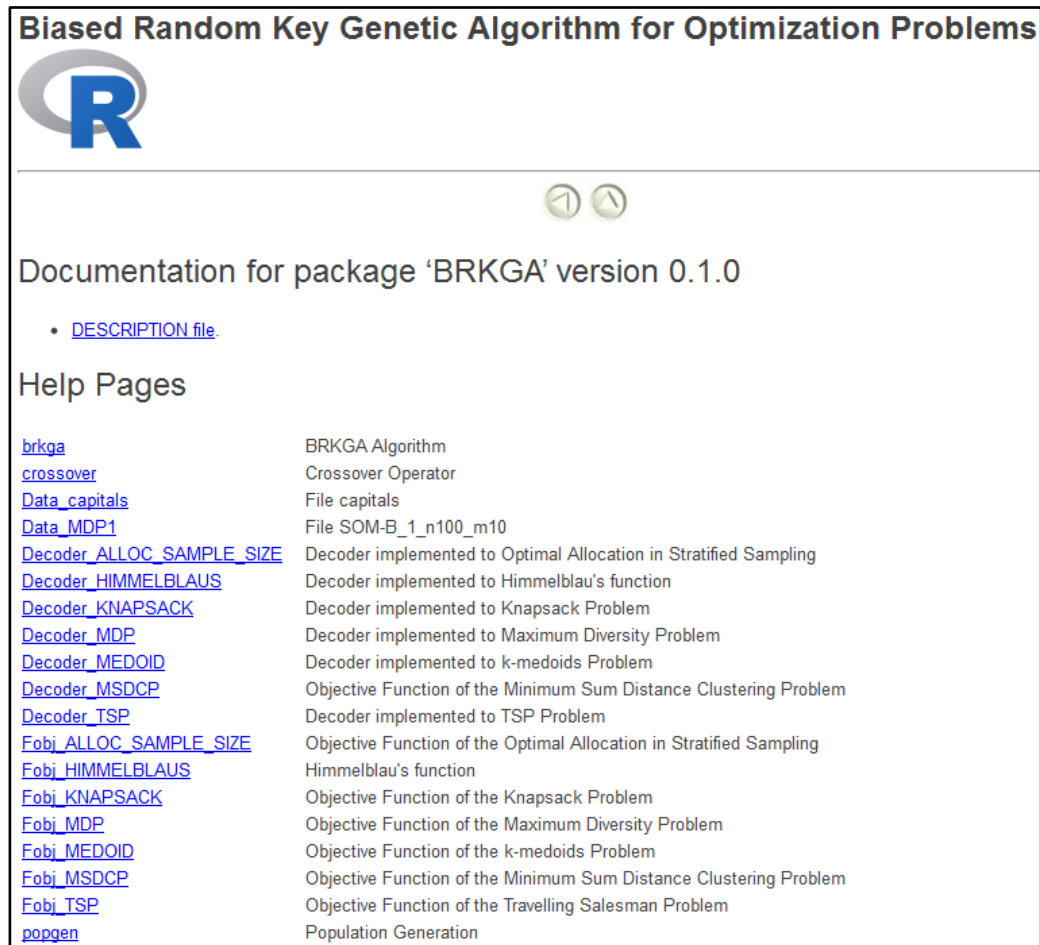 Biased Random Key Genetic Algorithm for Optimization Problems
R
Documentation for package ‘BRKGA’ version 0.1.0
• DESCRIPTION file.
Help Pages
brkga BRKGA Algorithm
crossover Crossover Operator
Data_capitals File capitals
Data_MDP1 File SOM-B_1_n100_m10
Decoder_ALLOC_SAMPLE_SIZE Decoder implemented to Optimal Allocation in Stratified Sampling
Decoder_HIMMELBLAUS Decoder implemented to Himmelblau's function
Decoder_KNAPSACK Decoder implemented to Knapsack Problem
Decoder_MDP Decoder implemented to Maximum Diversity Problem
Decoder_MEDOID Decoder implemented to k-medoids Problem
Decoder_MSDCP Objective Function of the Minimum Sum Distance Clustering Problem
Decoder_TSP Decoder implemented to TSP Problem
Fobj_ALLOC_SAMPLE_SIZE Objective Function of the Optimal Allocation in Stratified Sampling
Fobj_HIMMELBLAUS Himmelblau's function
Fobj_KNAPSACK Objective Function of the Knapsack Problem
Fobj_MDP Objective Function of the Maximum Diversity Problem
Fobj_MEDOID Objective Function of the k-medoids Problem
Fobj_MSDCP Objective Function of the Minimum Sum Distance Clustering Problem
Fobj_TSP Objective Function of the Travelling Salesman Problem
popgen Population Generation